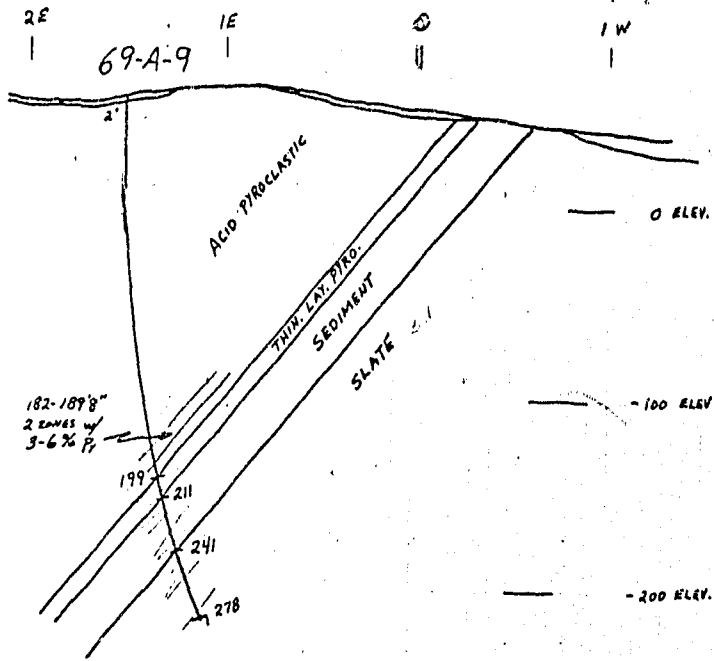 2E 1E 0 1W
69-A-9
2'
ACID PYROCLASTIC
0 ELEV.
THIN. LAY. PYRO.
SEDIMENT
SLATE
182-189'8"
2 ZONES w/
3-6% Py
-100 ELEV
199
211
241
-200 ELEV.
278